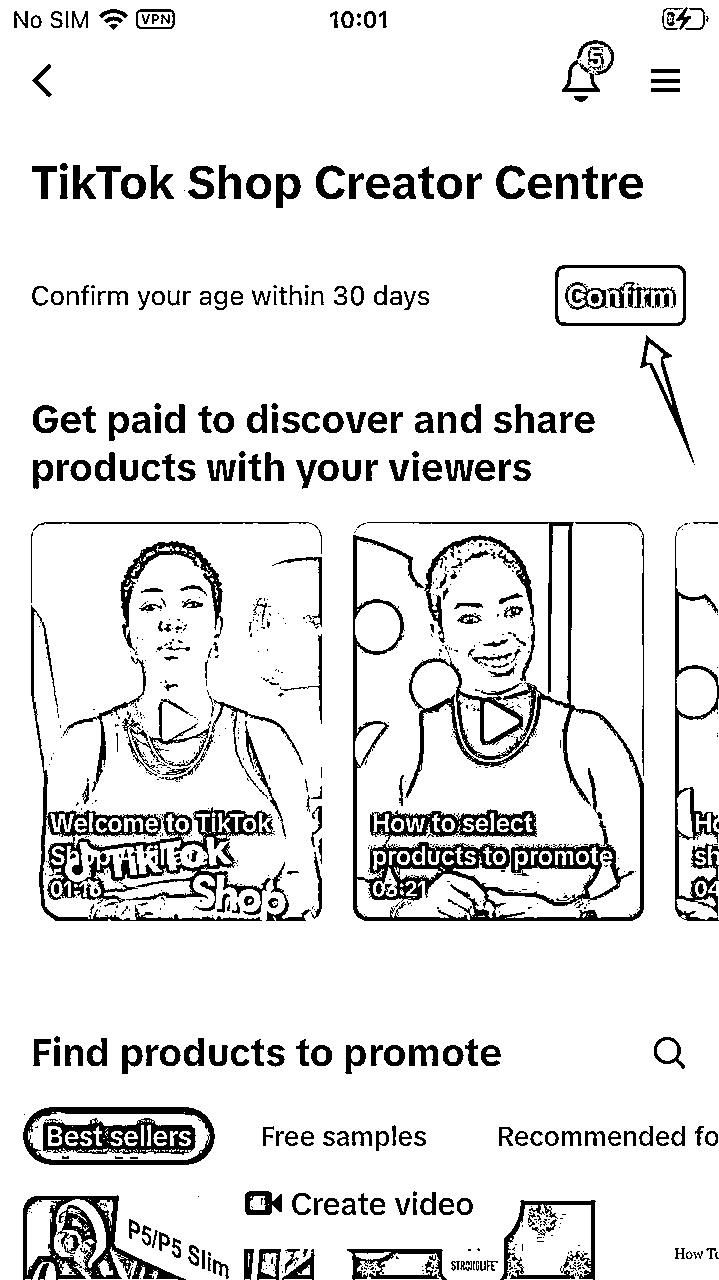 No SIM VPN 10:01
5
TikTok Shop Creator Centre
Confirm your age within 30 days
Confirm
Get paid to discover and share
products with your viewers
Welcome to TikTok
Shop
01:16
TikTok
Shop
How to select
products to promote
03:21
Ho
sh
04
Find products to promote
Best sellers
Free samples
Recommended fo
Create video
P5/P5 Slim
How To